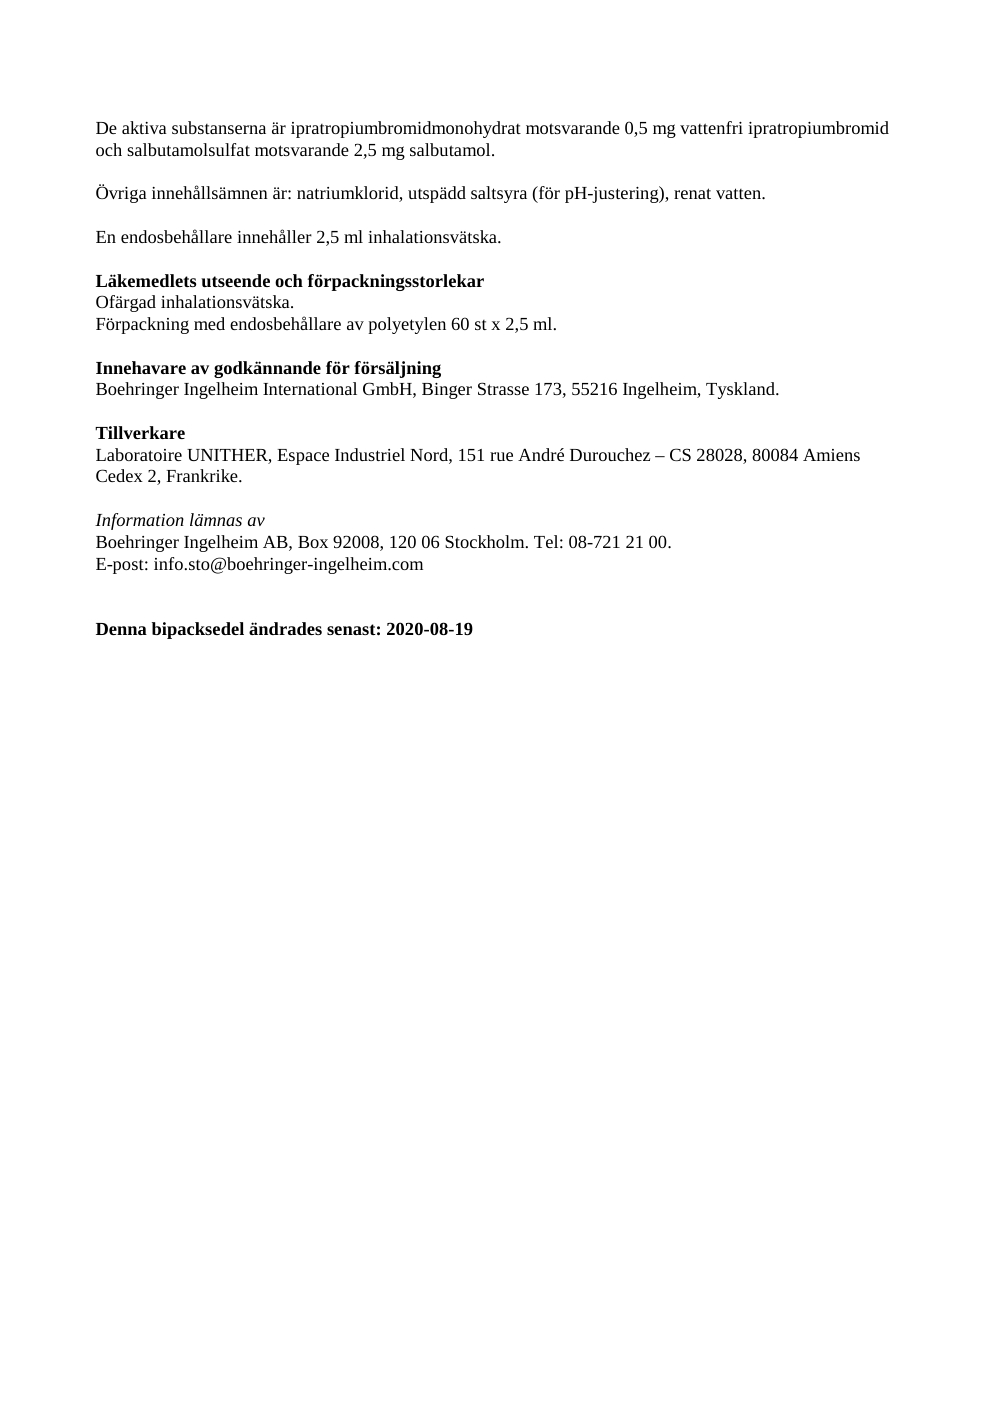 De aktiva substanserna är ipratropiumbromidmonohydrat motsvarande 0,5 mg vattenfri ipratropiumbromid
och salbutamolsulfat motsvarande 2,5 mg salbutamol.
Övriga innehållsämnen är: natriumklorid, utspädd saltsyra (för pH-justering), renat vatten.
En endosbehållare innehåller 2,5 ml inhalationsvätska.
Läkemedlets utseende och förpackningsstorlekar
Ofärgad inhalationsvätska.
Förpackning med endosbehållare av polyetylen 60 st x 2,5 ml.
Innehavare av godkännande för försäljning
Boehringer Ingelheim International GmbH, Binger Strasse 173, 55216 Ingelheim, Tyskland.
Tillverkare
Laboratoire UNITHER, Espace Industriel Nord, 151 rue André Durouchez – CS 28028, 80084 Amiens
Cedex 2, Frankrike.
Information lämnas av
Boehringer Ingelheim AB, Box 92008, 120 06 Stockholm. Tel: 08-721 21 00.
E-post: info.sto@boehringer-ingelheim.com
Denna bipacksedel ändrades senast: 2020-08-19